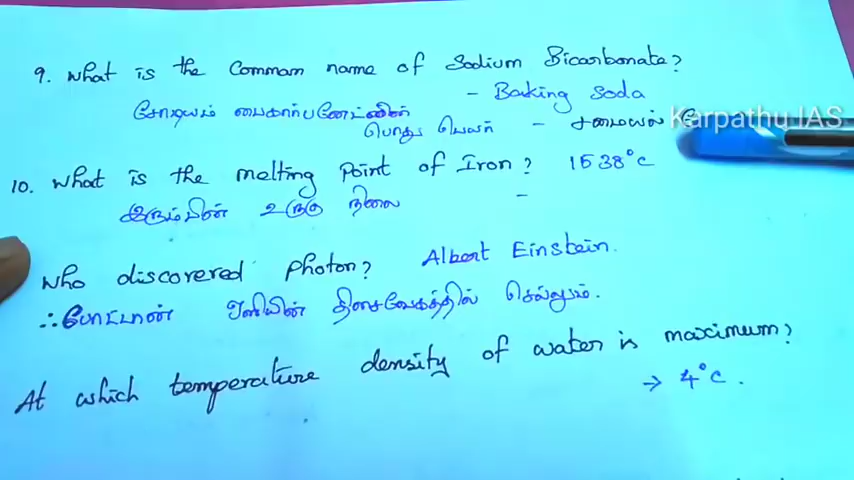 9. What is the Comman name of Sodium Bicarbonate?
- Baking Soda
சோடியம் பைகார்பனேட்டின்
பொது பெயர் - சமையல்
Karpathu IAS
10. What is the melting Point of Iron? 1538°C
இரும்பின் உருகு நிலை -
Who discovered Photon? Albert Einstein.
∴ போட்டான் ஒளியின் திசைவேகத்தில் செல்லும்.
At which temperature density of water is maximum?
→ 4°C.